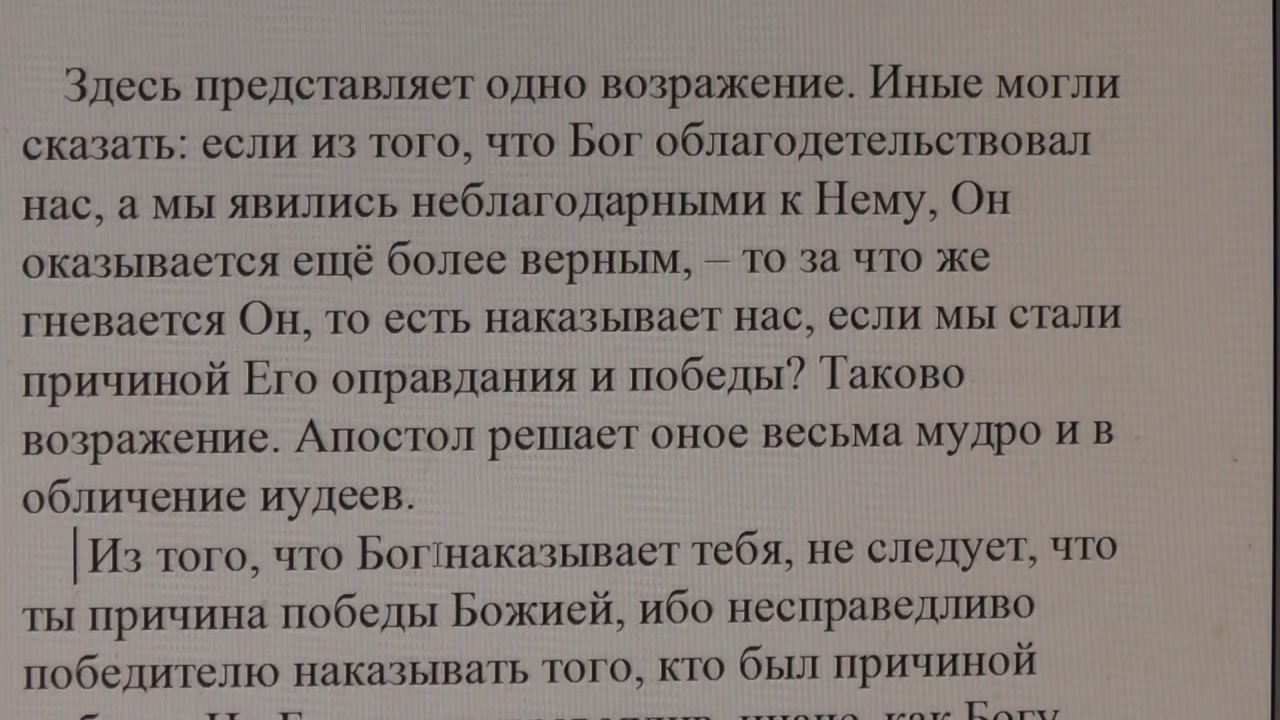 Здесь представляет одно возражение. Иные могли
сказать: если из того, что Бог облагодетельствовал
нас, а мы явились неблагодарными к Нему, Он
оказывается ещё более верным, – то за что же
гневается Он, то есть наказывает нас, если мы стали
причиной Его оправдания и победы? Таково
возражение. Апостол решает оное весьма мудро и в
обличение иудеев.
Из того, что Бог наказывает тебя, не следует, что
ты причина победы Божией, ибо несправедливо
победителю наказывать того, кто был причиной
иначе, как Богу